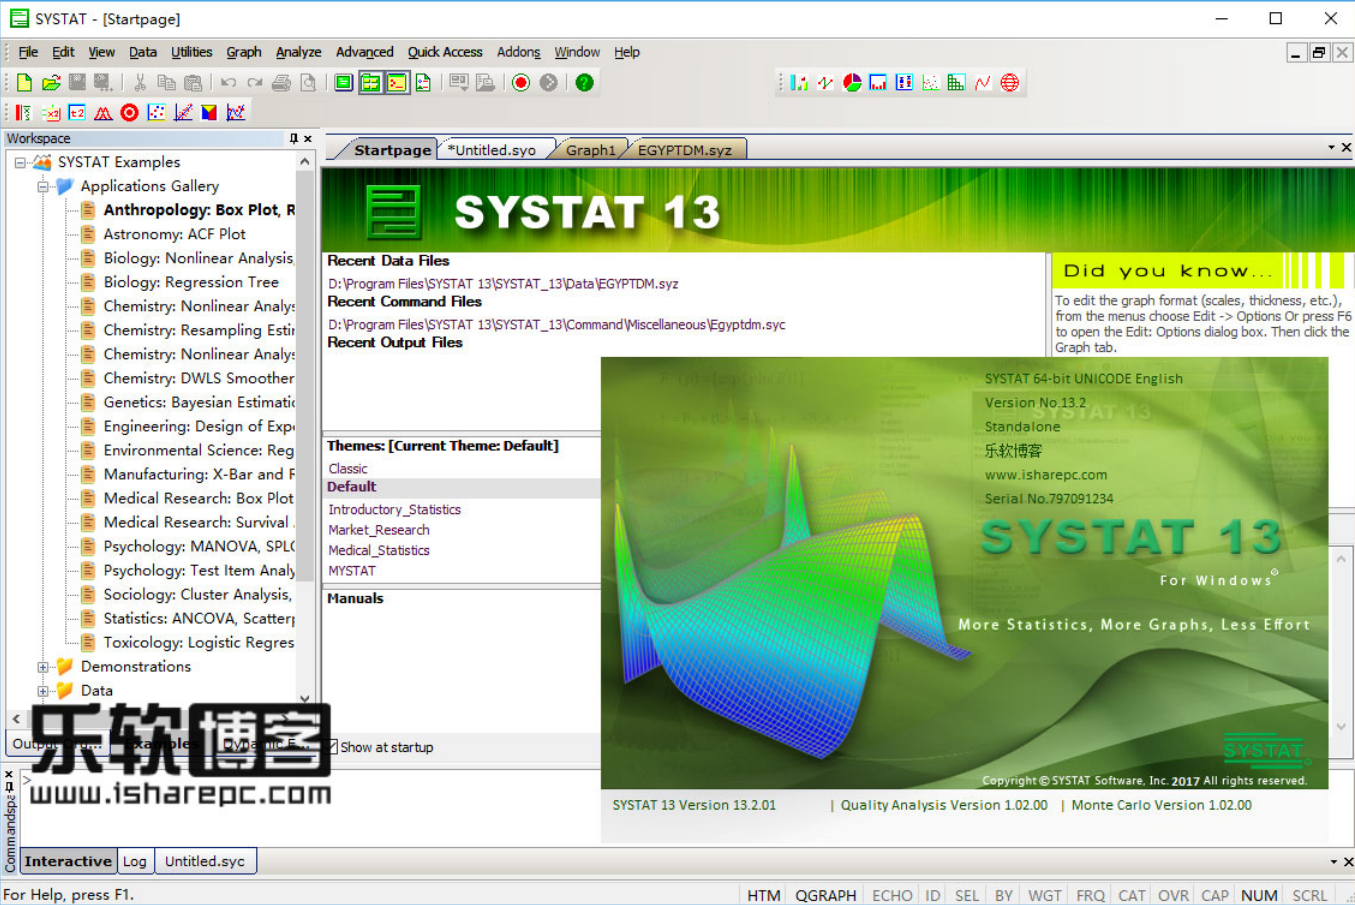 SYSTAT - [Startpage]
File Edit View Data Utilities Graph Analyze Advanced Quick Access Addons Window Help
Workspace
SYSTAT Examples
Applications Gallery
Anthropology: Box Plot, R
Astronomy: ACF Plot
Biology: Nonlinear Analysis,
Biology: Regression Tree
Chemistry: Nonlinear Analys
Chemistry: Resampling Esti
Chemistry: Nonlinear Analys
Chemistry: DWLS Smoother
Genetics: Bayesian Estimatic
Engineering: Design of Expe
Environmental Science: Reg
Manufacturing: X-Bar and R
Medical Research: Box Plot
Medical Research: Survival
Psychology: MANOVA, SPLC
Psychology: Test Item Analy
Sociology: Cluster Analysis,
Statistics: ANCOVA, Scatterp
Toxicology: Logistic Regres
Demonstrations
Data
Startpage *Untitled.syo Graph1 EGYPTDM.syz
SYSTAT 13
Recent Data Files
D:\Program Files\SYSTAT 13\SYSTAT_13\Data\EGYPTDM.syz
Recent Command Files
D:\Program Files\SYSTAT 13\SYSTAT_13\Command\Miscellaneous\Egyptdm.syc
Recent Output Files
Did you know...
To edit the graph format (scales, thickness, etc.),
from the menus choose Edit -> Options Or press F6
to open the Edit: Options dialog box. Then click the
Graph tab.
Themes: [Current Theme: Default]
Classic
Default
Introductory_Statistics
Market_Research
Medical_Statistics
MYSTAT
Manuals
Show at startup
SYSTAT 64-bit UNICODE English
Version No.13.2
Standalone
乐软博客
www.isharepc.com
Serial No.797091234
SYSTAT 13
For Windows®
More Statistics, More Graphs, Less Effort
SYSTAT®
Copyright © SYSTAT Software, Inc. 2017 All rights reserved.
SYSTAT 13 Version 13.2.01 | Quality Analysis Version 1.02.00 | Monte Carlo Version 1.02.00
Output Examples Dynamic E...
乐软博客
www.isharepc.com
>
Commandspa
Interactive Log Untitled.syc
For Help, press F1.
HTM QGRAPH ECHO ID SEL BY WGT FRQ CAT OVR CAP NUM SCRL